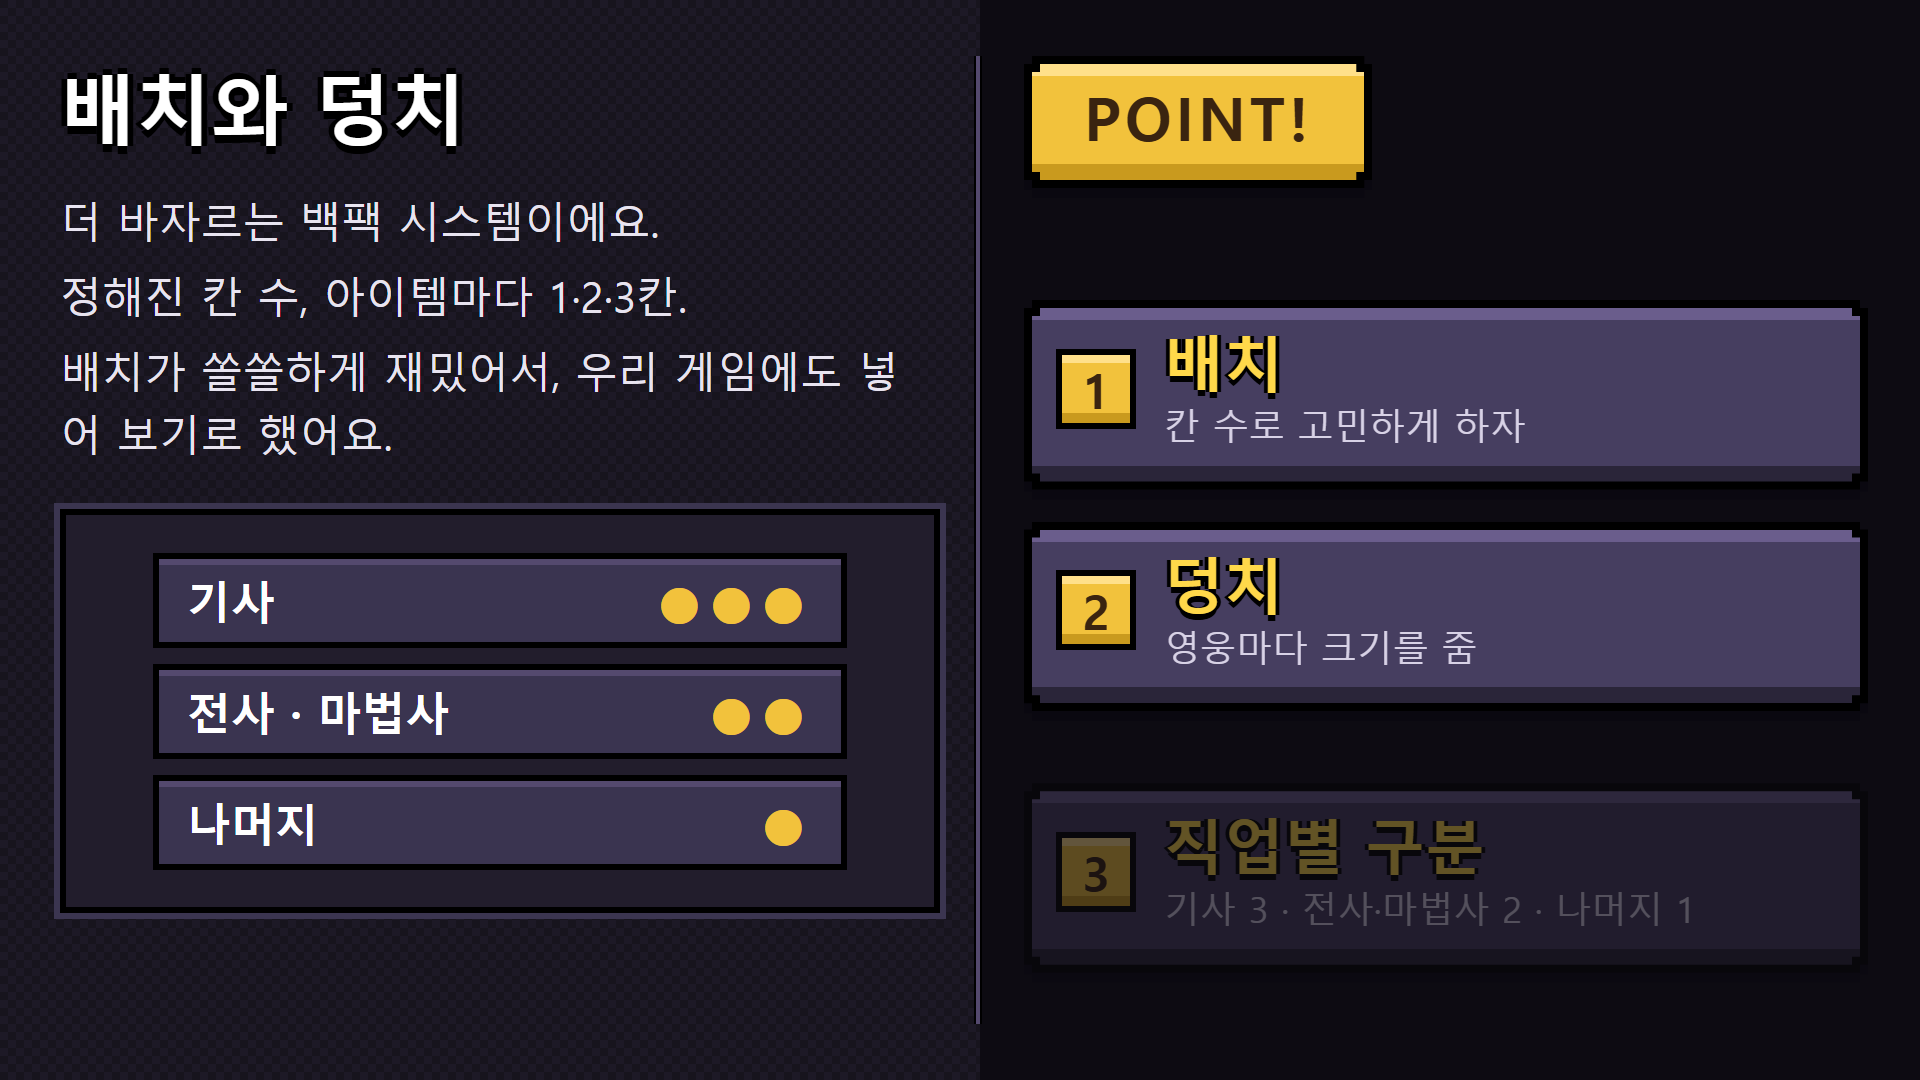 배치와 덩치
더 바자르는 백팩 시스템이에요.
정해진 칸 수, 아이템마다 1·2·3칸.
배치가 쏠쏠하게 재밌어서, 우리 게임에도 넣
어 보기로 했어요.
기사
전사 · 마법사
나머지
POINT!
1
배치
칸 수로 고민하게 하자
2
덩치
영웅마다 크기를 줌
3
직업별 구분
기사 3 · 전사·마법사 2 · 나머지 1